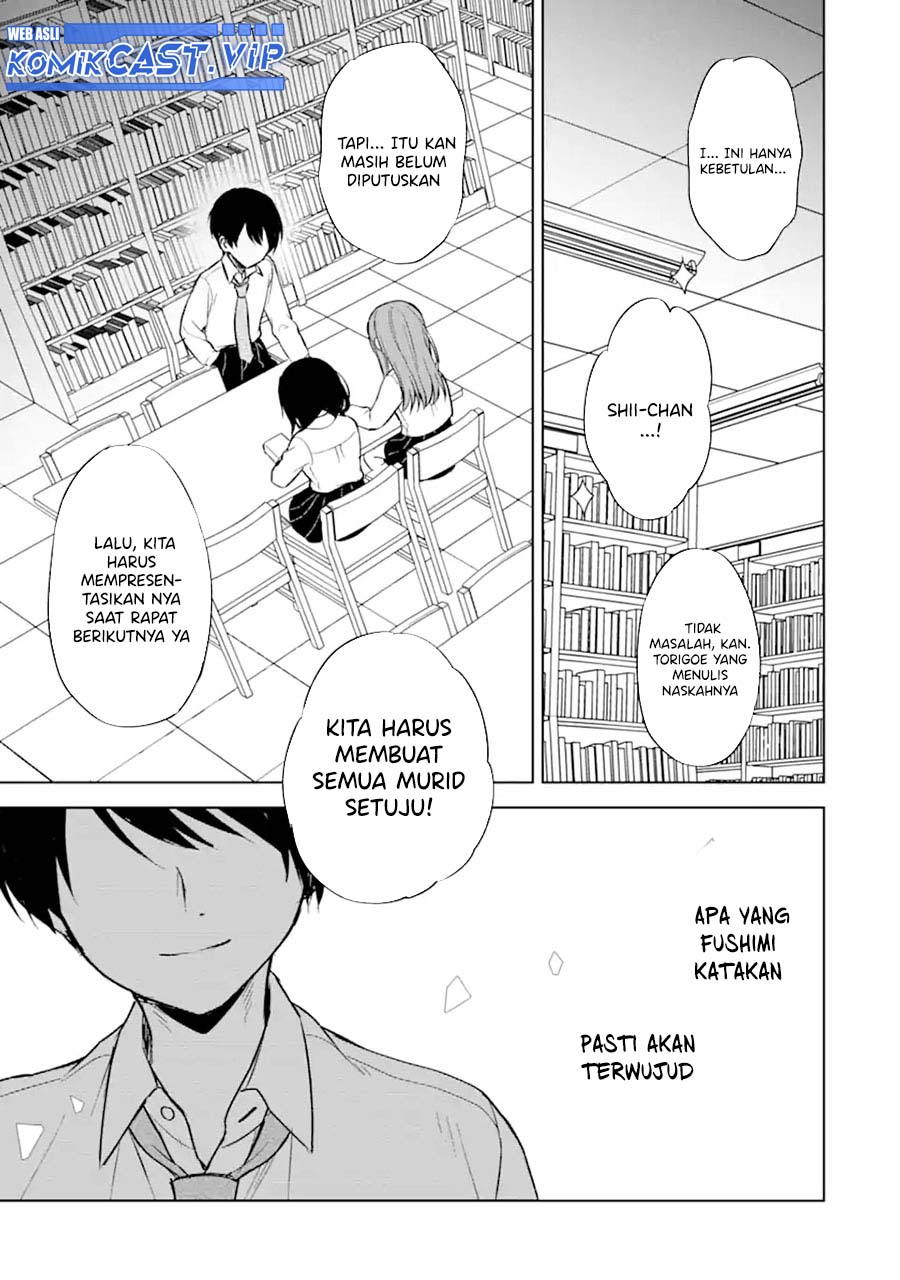 WEB ASLI
KOMIKCAST.VIP
I... INI HANYA
KEBETULAN...
SHII-CHAN
...!
TIDAK
MASALAH, KAN.
TORIGOE YANG
MENULIS
NASKAHNYA
TAPI... ITU KAN
MASIH BELUM
DIPUTUSKAN
LALU, KITA
HARUS
MEMPRESEN-
TASIKAN NYA
SAAT RAPAT
BERIKUTNYA YA
KITA HARUS
MEMBUAT
SEMUA MURID
SETUJU!
APA YANG
FUSHIMI
KATAKAN
PASTI AKAN
TERWUJUD